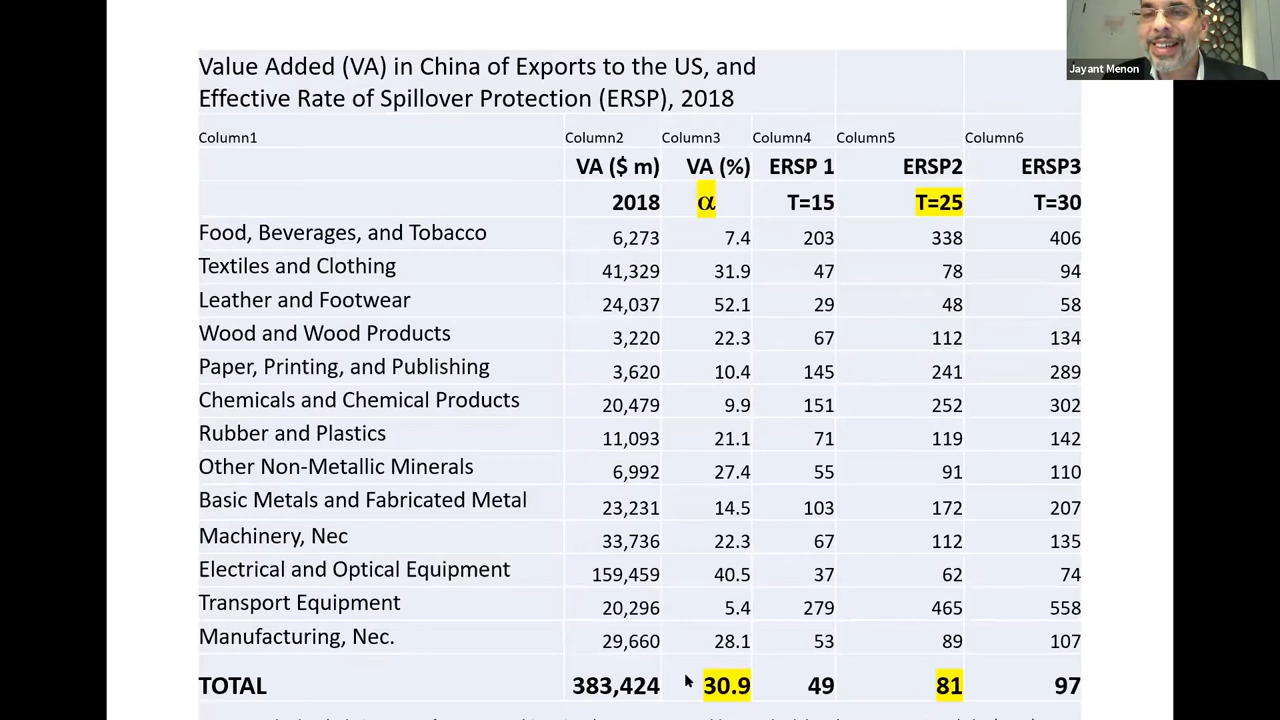 Jayant Menon
Value Added (VA) in China of Exports to the US, and
Effective Rate of Spillover Protection (ERSP), 2018
Column1 Column2 Column3 Column4 Column5 Column6
VA ($ m) VA (%) ERSP 1 ERSP2 ERSP3
2018 α T=15 T=25 T=30
Food, Beverages, and Tobacco 6,273 7.4 203 338 406
Textiles and Clothing 41,329 31.9 47 78 94
Leather and Footwear 24,037 52.1 29 48 58
Wood and Wood Products 3,220 22.3 67 112 134
Paper, Printing, and Publishing 3,620 10.4 145 241 289
Chemicals and Chemical Products 20,479 9.9 151 252 302
Rubber and Plastics 11,093 21.1 71 119 142
Other Non-Metallic Minerals 6,992 27.4 55 91 110
Basic Metals and Fabricated Metal 23,231 14.5 103 172 207
Machinery, Nec 33,736 22.3 67 112 135
Electrical and Optical Equipment 159,459 40.5 37 62 74
Transport Equipment 20,296 5.4 279 465 558
Manufacturing, Nec. 29,660 28.1 53 89 107
TOTAL 383,424 30.9 49 81 97